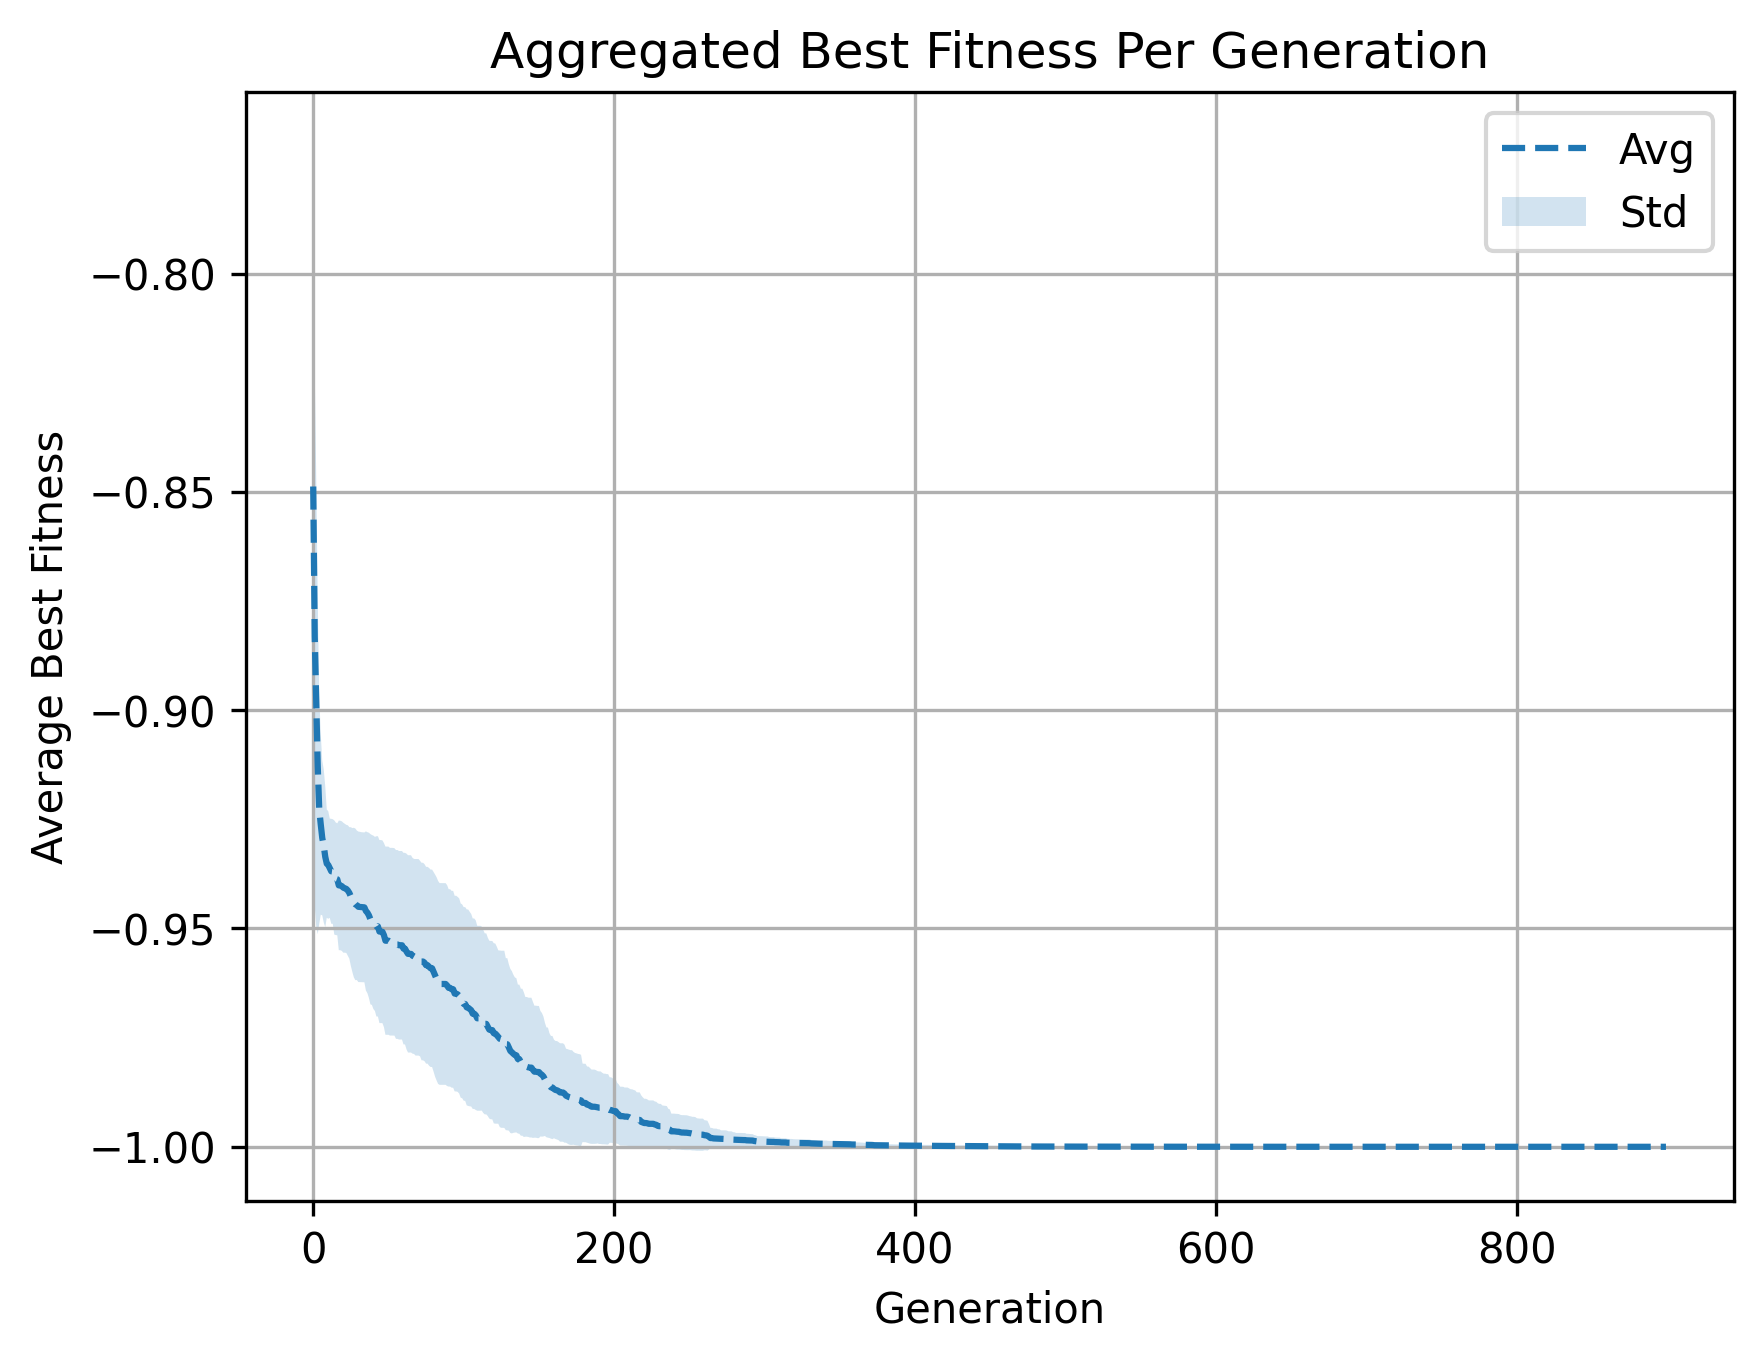 Aggregated Best Fitness Per Generation
Avg
Std
Average Best Fitness
−0.80
−0.85
−0.90
−0.95
−1.00
0 200 400 600 800
Generation